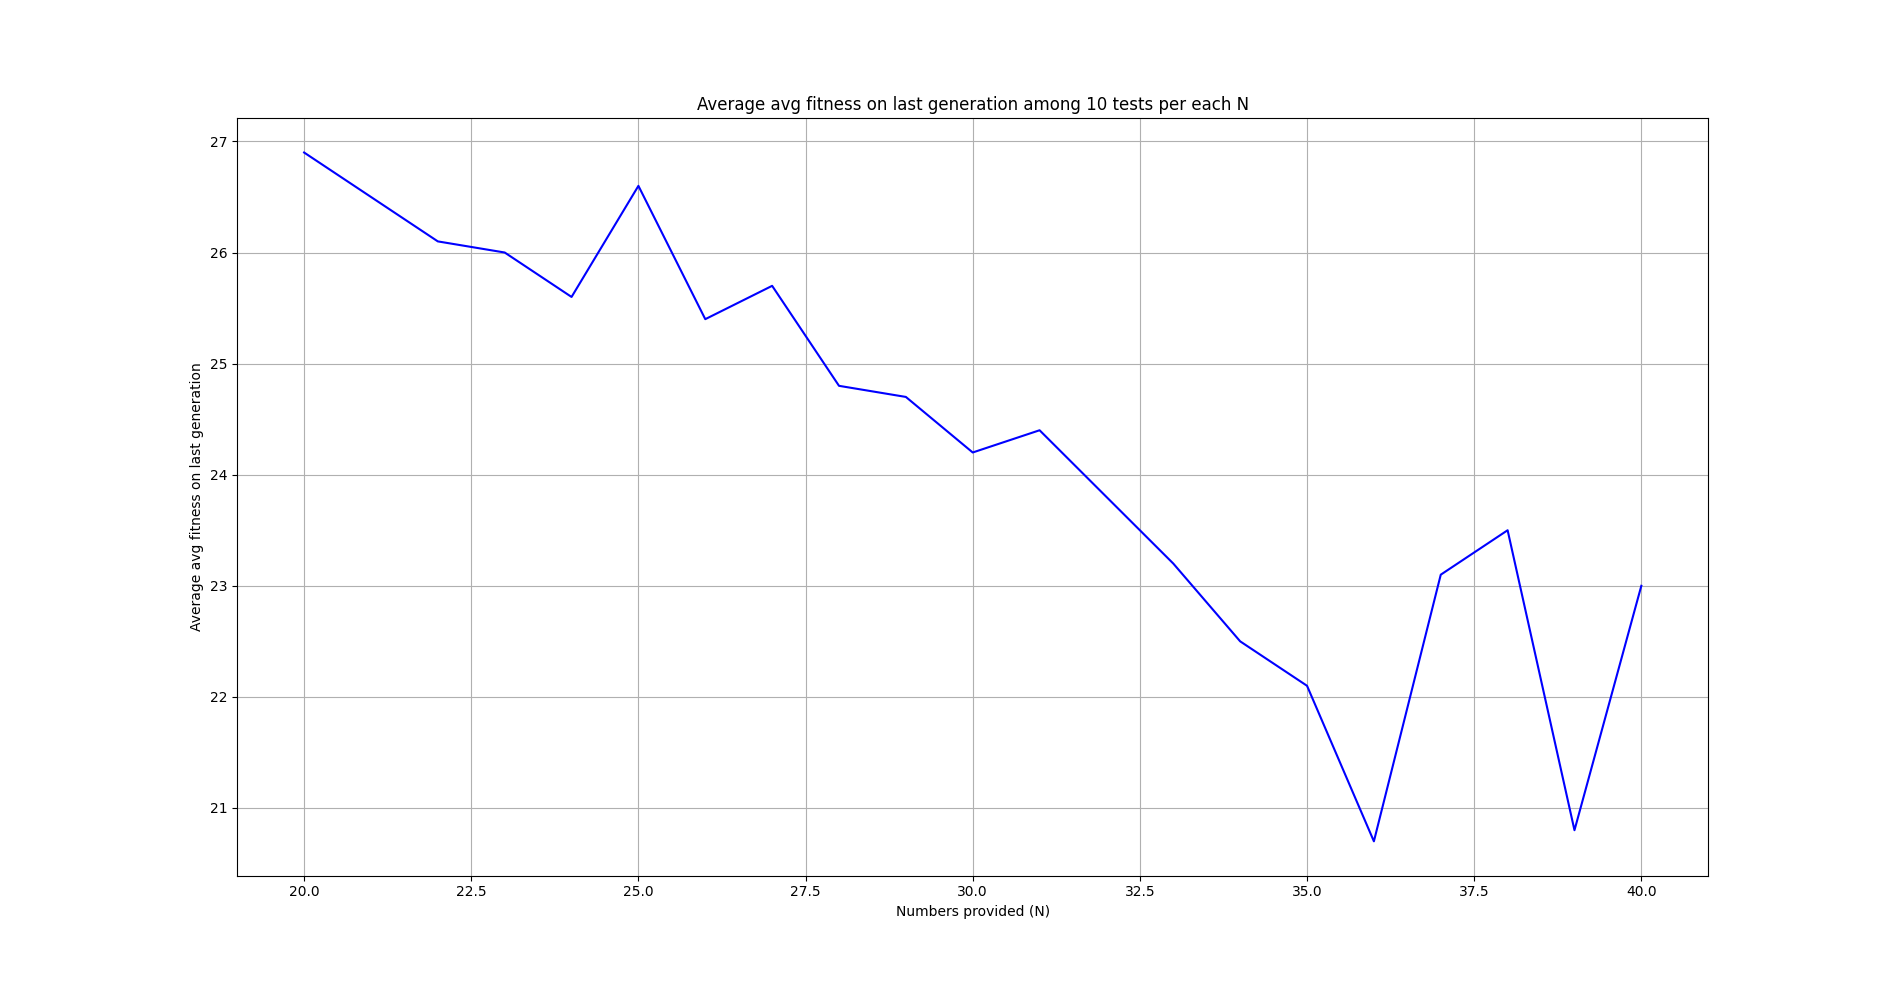 Average avg fitness on last generation among 10 tests per each N
Average avg fitness on last generation
27
26
25
24
23
22
21
20.0 22.5 25.0 27.5 30.0 32.5 35.0 37.5 40.0
Numbers provided (N)